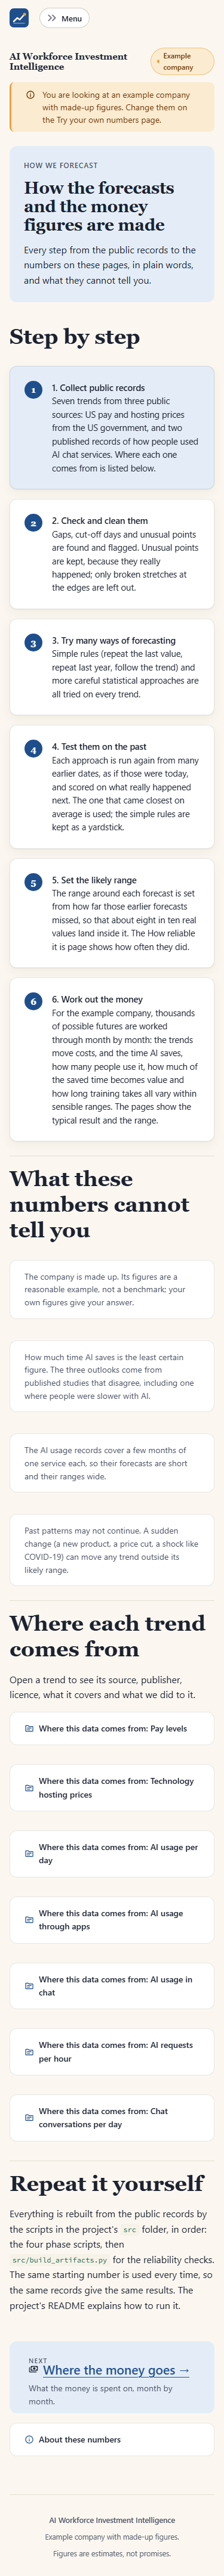 Menu
AI Workforce Investment
Intelligence
Example
company
You are looking at an example company
with made-up figures. Change them on
the Try your own numbers page.
HOW WE FORECAST
How the forecasts
and the money
figures are made
Every step from the public records to the
numbers on these pages, in plain words,
and what they cannot tell you.
Step by step
1
1. Collect public records
Seven trends from three public
sources: US pay and hosting prices
from the US government, and two
published records of how people used
AI chat services. Where each one
comes from is listed below.
2
2. Check and clean them
Gaps, cut-off days and unusual points
are found and flagged. Unusual points
are kept, because they really
happened; only broken stretches at
the edges are left out.
3
3. Try many ways of forecasting
Simple rules (repeat the last value,
repeat last year, follow the trend) and
more careful statistical approaches are
all tried on every trend.
4
4. Test them on the past
Each approach is run again from many
earlier dates, as if those were today,
and scored on what really happened
next. The one that came closest on
average is used; the simple rules are
kept as a yardstick.
5
5. Set the likely range
The range around each forecast is set
from how far those earlier forecasts
missed, so that about eight in ten real
values land inside it. The How reliable
it is page shows how often they did.
6
6. Work out the money
For the example company, thousands
of possible futures are worked
through month by month: the trends
move costs, and the time AI saves,
how many people use it, how much of
the saved time becomes value and
how long training takes all vary within
sensible ranges. The pages show the
typical result and the range.
What these
numbers cannot
tell you
The company is made up. Its figures are a
reasonable example, not a benchmark; your
own figures give your answer.
How much time AI saves is the least certain
figure. The three outlooks come from
published studies that disagree, including one
where people were slower with AI.
The AI usage records cover a few months of
one service each, so their forecasts are short
and their ranges wide.
Past patterns may not continue. A sudden
change (a new product, a price cut, a shock like
COVID-19) can move any trend outside its
likely range.
Where each trend
comes from
Open a trend to see its source, publisher,
licence, what it covers and what we did to it.
Where this data comes from: Pay levels
Where this data comes from: Technology
hosting prices
Where this data comes from: AI usage per
day
Where this data comes from: AI usage
through apps
Where this data comes from: AI usage in
chat
Where this data comes from: AI requests
per hour
Where this data comes from: Chat
conversations per day
Repeat it yourself
Everything is rebuilt from the public records by
scripts in the project's src folder, in order:
the four phase scripts, then
src/build_artifacts.py for the reliability checks.
The same starting number is used every time, so
the same records give the same results. The
project's README explains how to run it.
NEXT
Where the money goes →
What the money is spent on, month by
month.
About these numbers
AI Workforce Investment Intelligence
Example company with made-up figures.
Figures are estimates, not promises.